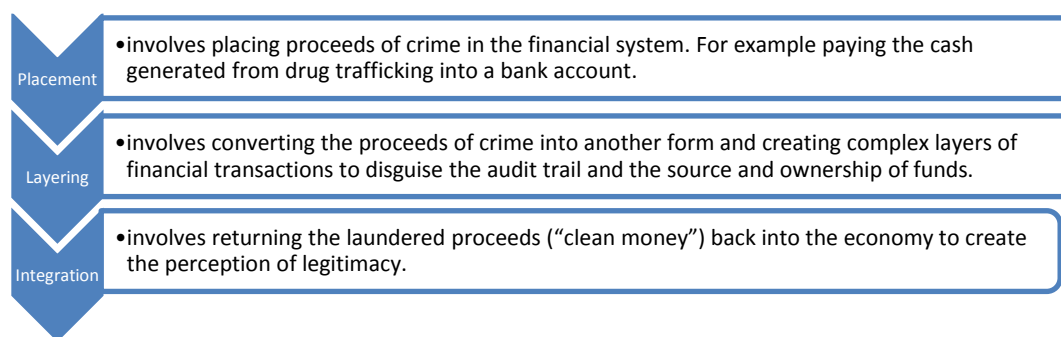 Placement
•involves placing proceeds of crime in the financial system. For example paying the cash
generated from drug trafficking into a bank account.
Layering
•involves converting the proceeds of crime into another form and creating complex layers of
financial transactions to disguise the audit trail and the source and ownership of funds.
Integration
•involves returning the laundered proceeds (“clean money”) back into the economy to create
the perception of legitimacy.